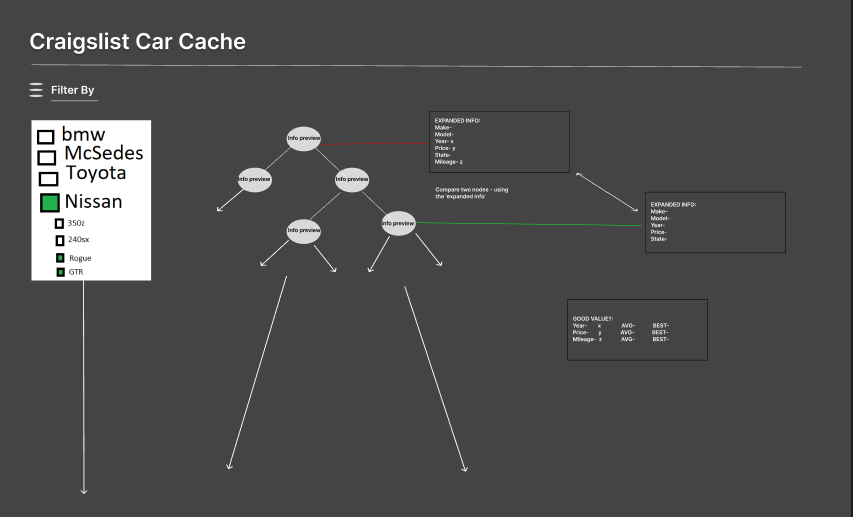 Craigslist Car Cache
Filter By
bmw
McSedes
Toyota
Nissan
350z
240sx
Rogue
GTR
Info preview
Info preview
Info preview
Info preview
Info preview
EXPANDED INFO:
Make-
Model-
Year- x
Price- y
State-
Mileage- z
Compare two nodes - using
the 'expanded info'
EXPANDED INFO:
Make-
Model-
Year-
Price-
State-
GOOD VALUE?:
Year- x AVG- BEST-
Price- y AVG- BEST-
Mileage- z AVG- BEST-